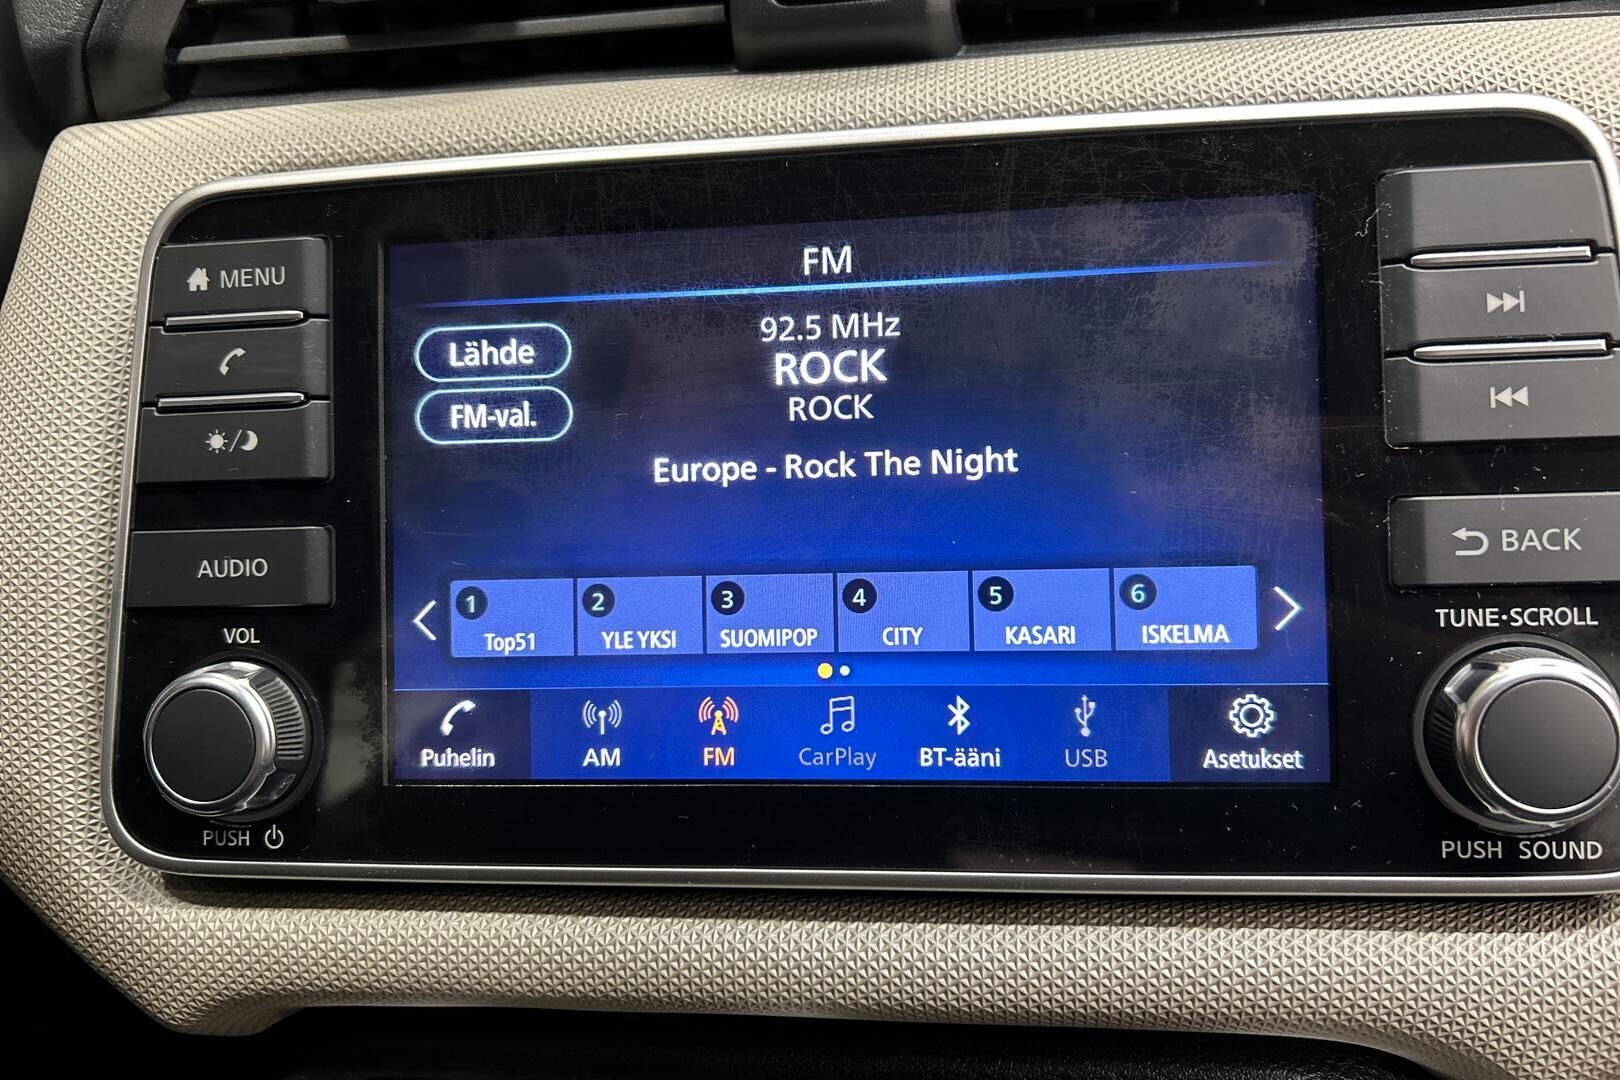 MENU
AUDIO
VOL
PUSH
FM
Lähde
FM-val.
92.5 MHz
ROCK
ROCK
Europe - Rock The Night
1 Top51
2 YLE YKSI
3 SUOMIPOP
4 CITY
5 KASARI
6 ISKELMA
Puhelin
AM
FM
CarPlay
BT-ääni
USB
Asetukset
BACK
TUNE·SCROLL
PUSH SOUND